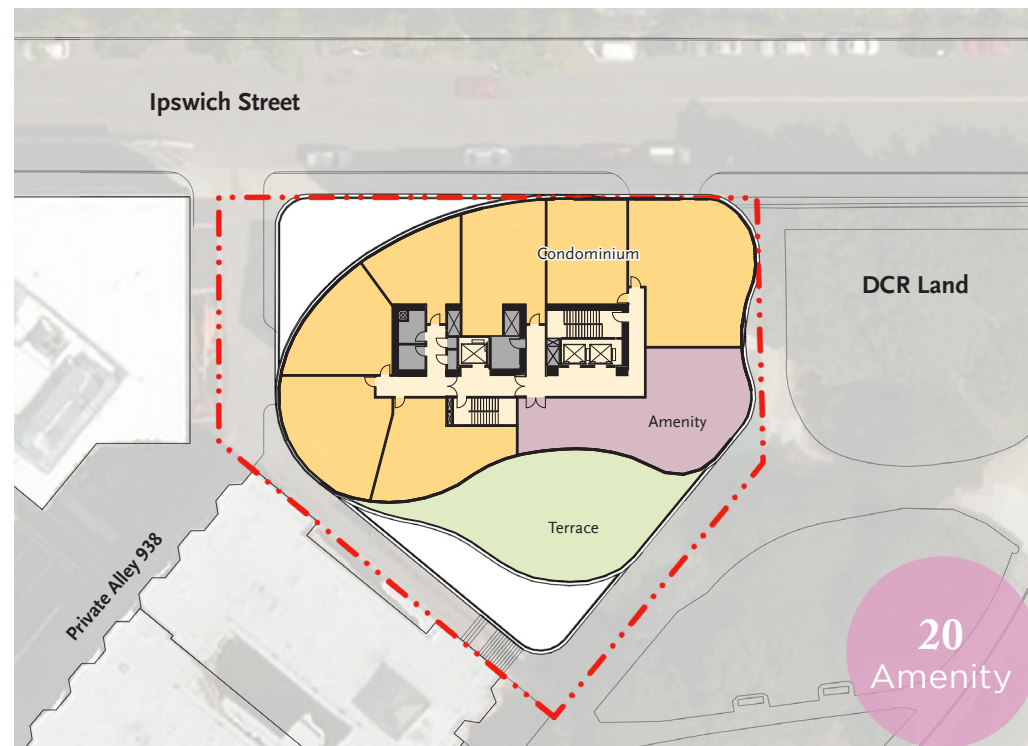 Ipswich Street
Condominium
DCR Land
Amenity
Terrace
Private Alley 938
20
Amenity